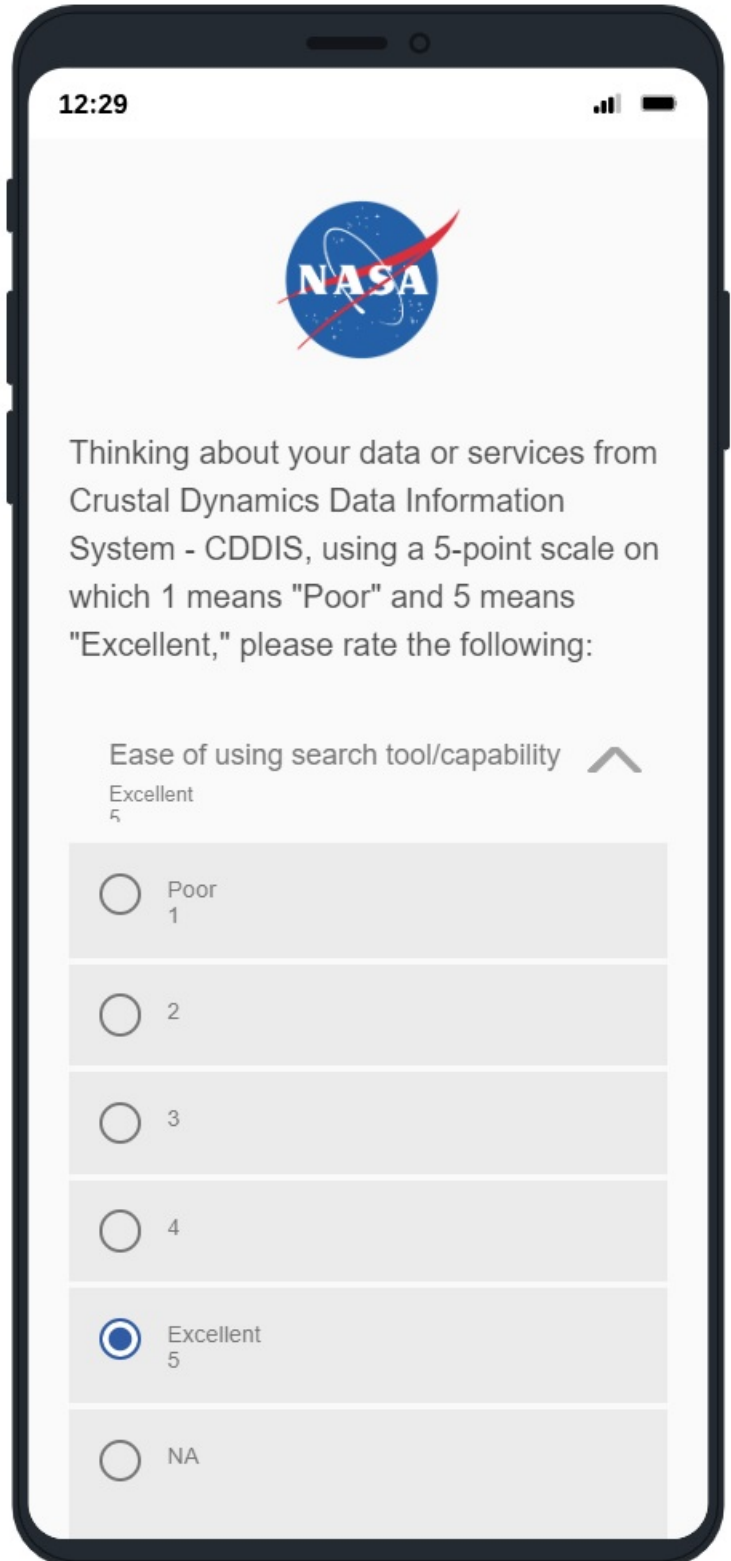 12:29
NASA
Thinking about your data or services from
Crustal Dynamics Data Information
System - CDDIS, using a 5-point scale on
which 1 means "Poor" and 5 means
"Excellent," please rate the following:
Ease of using search tool/capability
Excellent
5
Poor
1
2
3
4
Excellent
5
NA